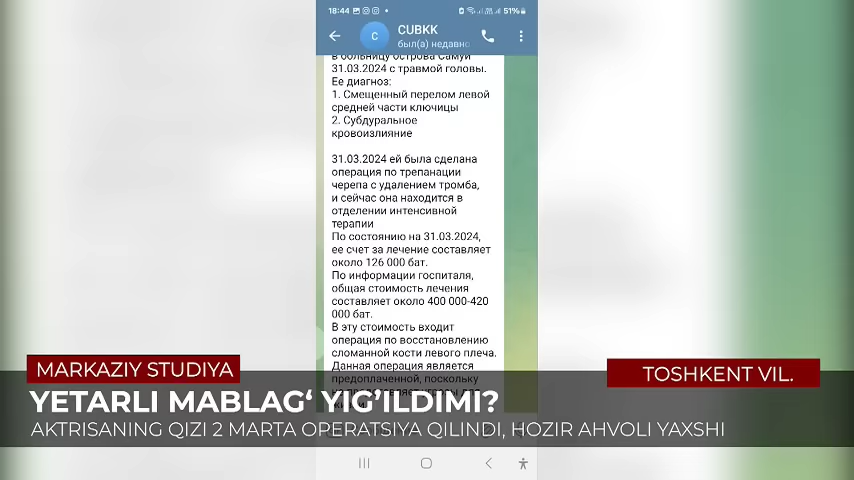 18:44
51%
CUBKK
C
был(а) недавно
в больницу острова Самуи
31.03.2024 с травмой головы.
Ее диагноз:
1. Смещенный перелом левой
средней части ключицы
2. Субдуральное
кровоизлияние
31.03.2024 ей была сделана
операция по трепанации
черепа с удалением тромба,
и сейчас она находится в
отделении интенсивной
терапии
По состоянию на 31.03.2024,
ее счет за лечение составляет
около 126 000 бат.
По информации госпиталя,
общая стоимость лечения
составляет около 400 000-420
000 бат.
В эту стоимость входит
операция по восстановлению
сломанной кости левого плеча.
Данная операция является
предоплаченной, поскольку
MARKAZIY STUDIYA
TOSHKENT VIL.
YETARLI MABLAG‘ YIG‘ILDIMI?
AKTRISANING QIZI 2 MARTA OPERATSIYA QILINDI, HOZIR AHVOLI YAXSHI